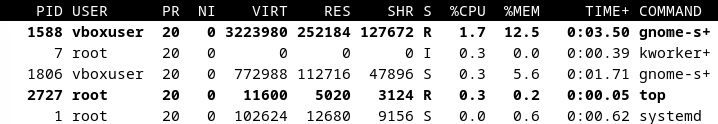 PID USER PR NI VIRT RES SHR S %CPU %MEM TIME+ COMMAND
1588 vboxuser 20 0 3223980 252184 127672 R 1.7 12.5 0:03.50 gnome-s+
7 root 20 0 0 0 0 I 0.3 0.0 0:00.39 kworker+
1806 vboxuser 20 0 772988 112716 47896 S 0.3 5.6 0:01.71 gnome-s+
2727 root 20 0 11600 5020 3124 R 0.3 0.2 0:00.05 top
1 root 20 0 102624 12680 9156 S 0.0 0.6 0:00.62 systemd